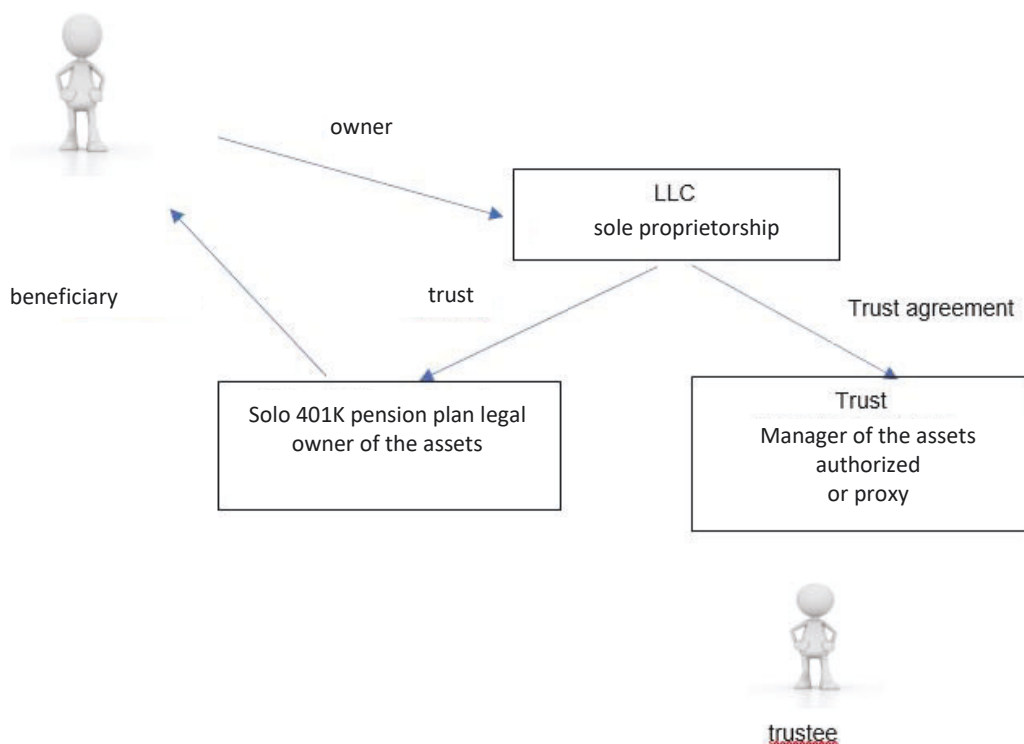 owner
LLC
sole proprietorship
beneficiary
trust
Trust agreement
Solo 401K pension plan legal
owner of the assets
Trust
Manager of the assets
authorized
or proxy
trustee